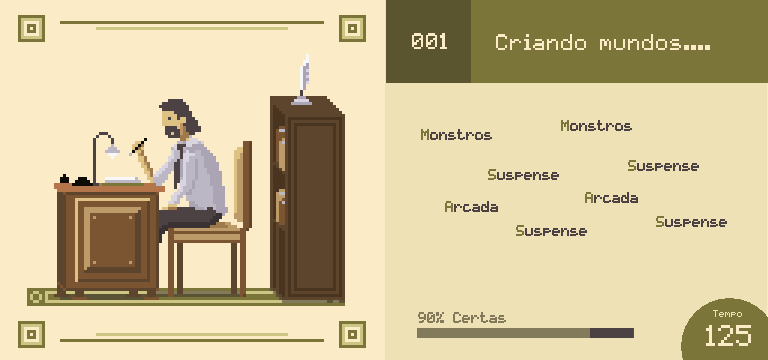 001
Criando mundos....
Monstros
Monstros
Suspense
Suspense
Arcada
Arcada
Suspense
Suspense
90% Certas
Tempo
125